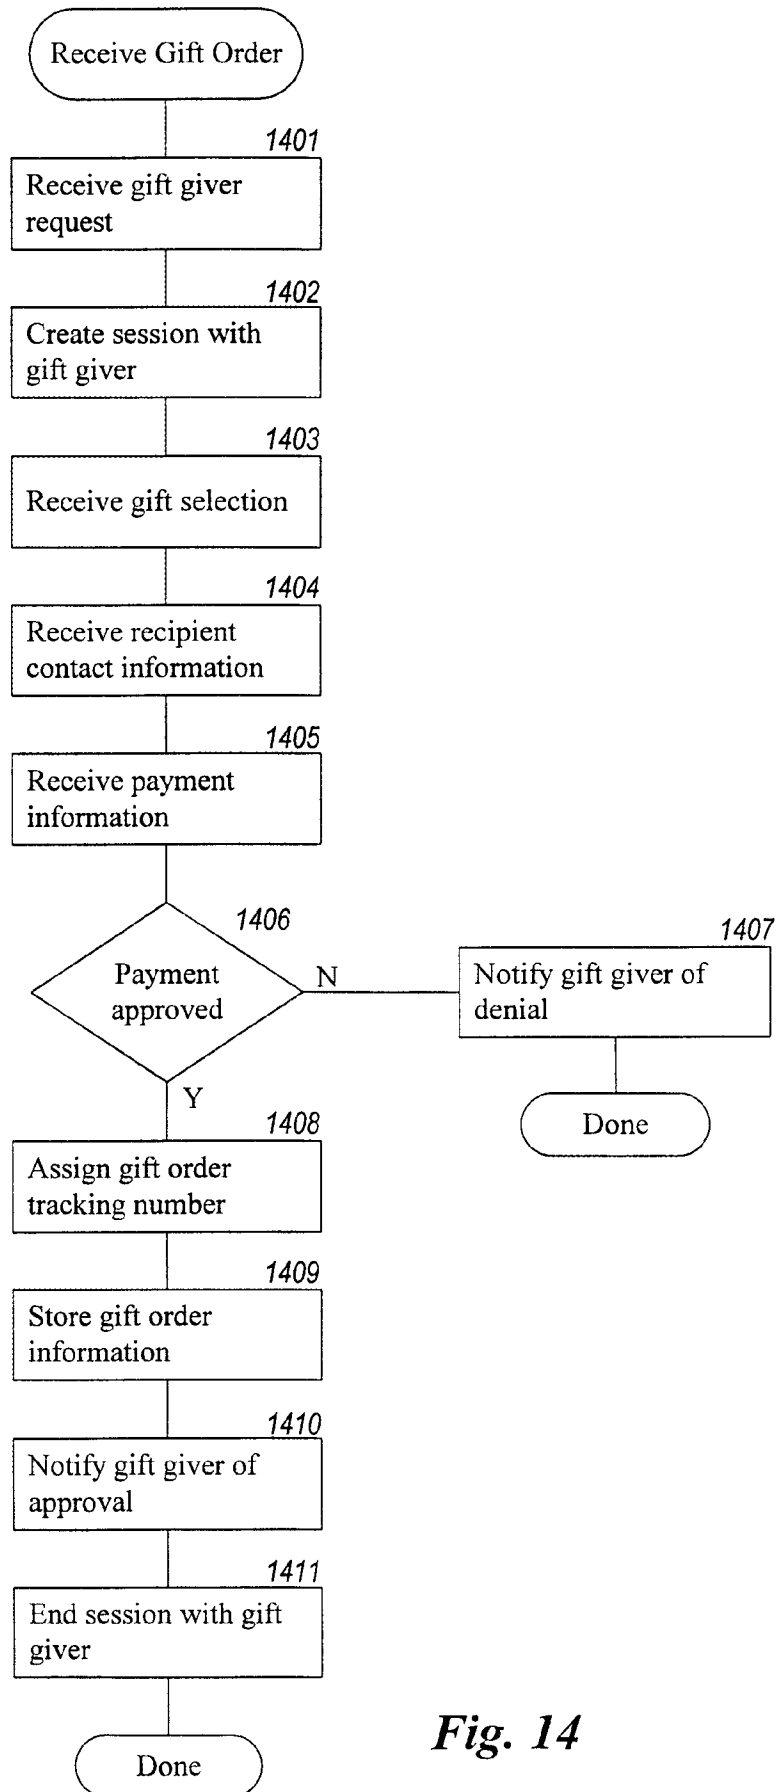 Receive Gift Order
1401
Receive gift giver
request
1402
Create session with
gift giver
1403
Receive gift selection
1404
Receive recipient
contact information
1405
Receive payment
information
1406
Payment
approved
N
1407
Notify gift giver of
denial
Done
Y
1408
Assign gift order
tracking number
1409
Store gift order
information
1410
Notify gift giver of
approval
1411
End session with gift
giver
Done
Fig. 14